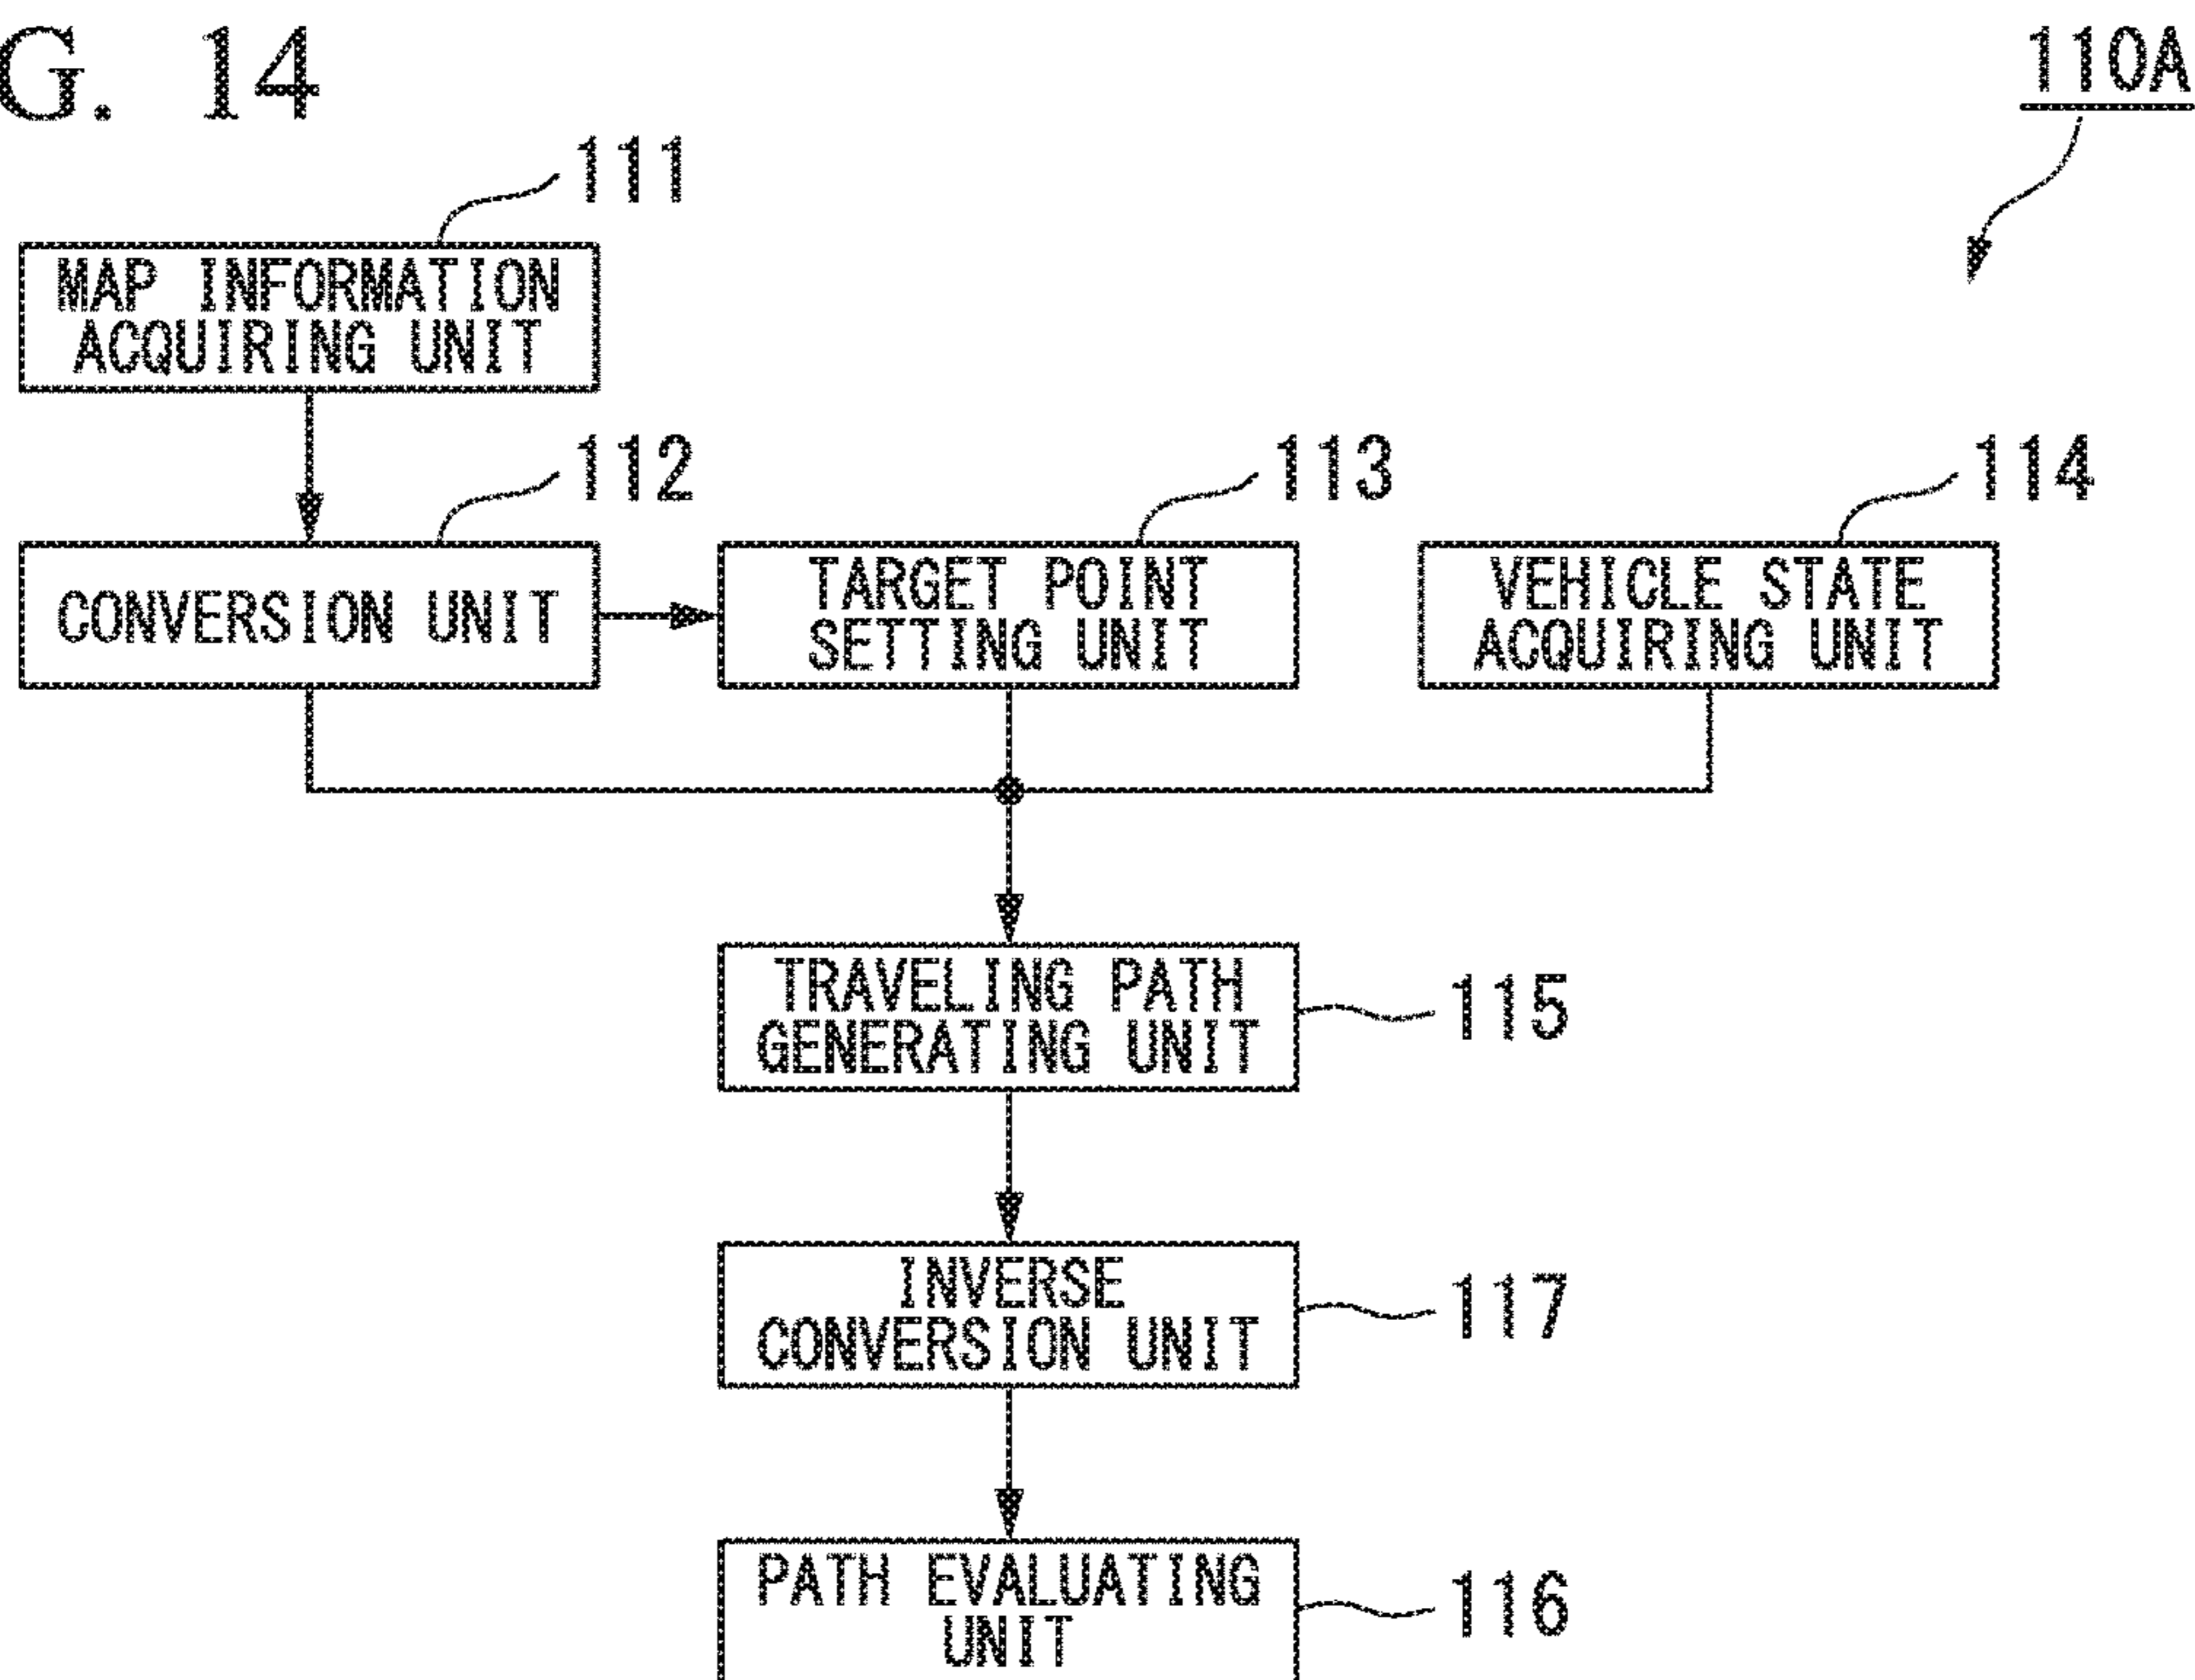 G. 14
110A
111
MAP INFORMATION
ACQUIRING UNIT
112
113
114
CONVERSION UNIT
TARGET POINT
SETTING UNIT
VEHICLE STATE
ACQUIRING UNIT
TRAVELING PATH
GENERATING UNIT
115
INVERSE
CONVERSION UNIT
117
PATH EVALUATING
UNIT
116